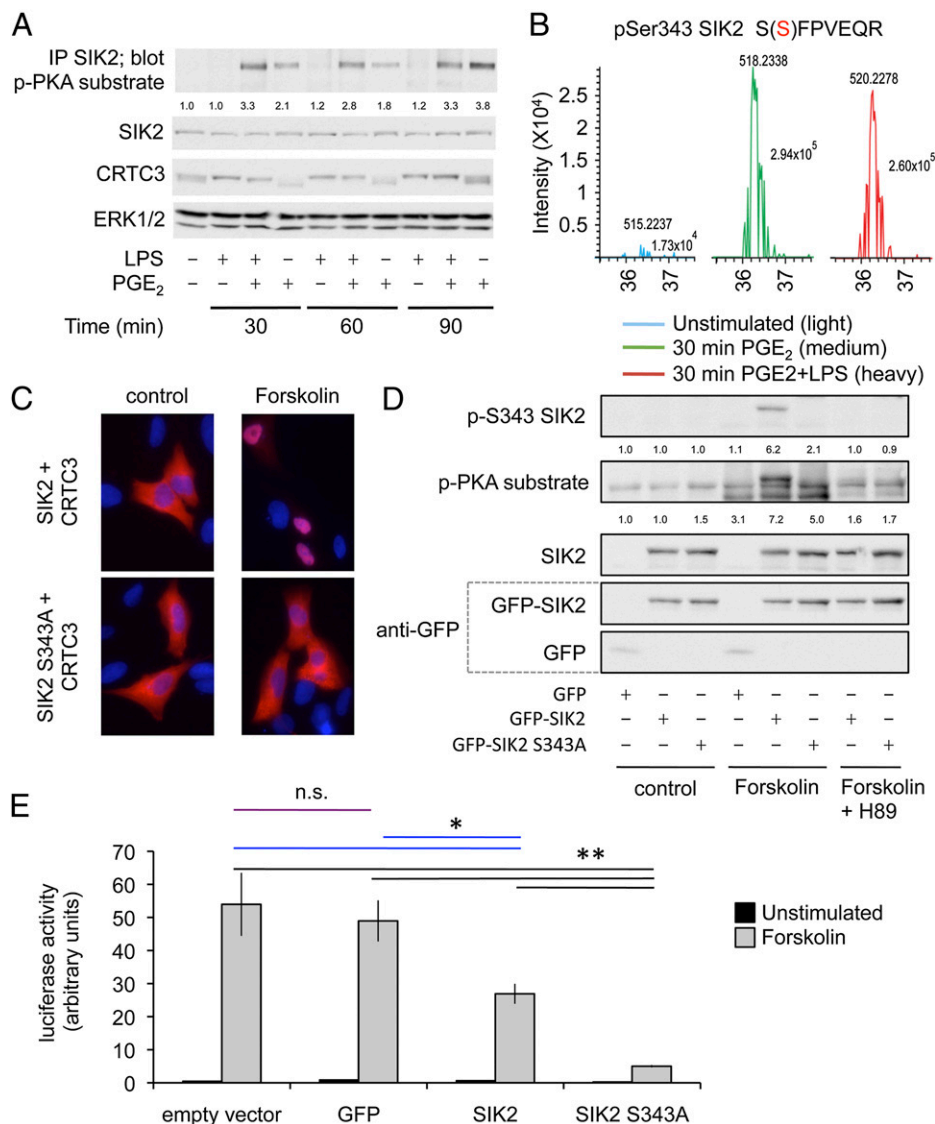 A
IP SIK2; blot
p-PKA substrate
1.0 1.0 3.3 2.1 1.2 2.8 1.8 1.2 3.3 3.8
SIK2
CRTC3
ERK1/2
LPS – + + – + + – + + –
PGE2 – – + + – + + – + +
Time (min) 30 60 90
B
pSer343 SIK2 S(S)FPVEQR
Intensity (X10⁴)
2.5
2
1.5
1
0.5
515.2237
1.73x10⁴
518.2338
2.94x10⁵
520.2278
2.60x10⁵
36 37 36 37 36 37
Unstimulated (light)
30 min PGE2 (medium)
30 min PGE2+LPS (heavy)
C
control Forskolin
SIK2 +
CRTC3
SIK2 S343A +
CRTC3
D
p-S343 SIK2
1.0 1.0 1.0 1.1 6.2 2.1 1.0 0.9
p-PKA substrate
1.0 1.0 1.5 3.1 7.2 5.0 1.6 1.7
SIK2
anti-GFP
GFP-SIK2
GFP
GFP + – – + – – – –
GFP-SIK2 – + – – + – + –
GFP-SIK2 S343A – – + – – + – +
control Forskolin Forskolin
+ H89
E
n.s.
*
**
luciferase activity
(arbitrary units)
70
60
50
40
30
20
10
0
empty vector GFP SIK2 SIK2 S343A
Unstimulated
Forskolin